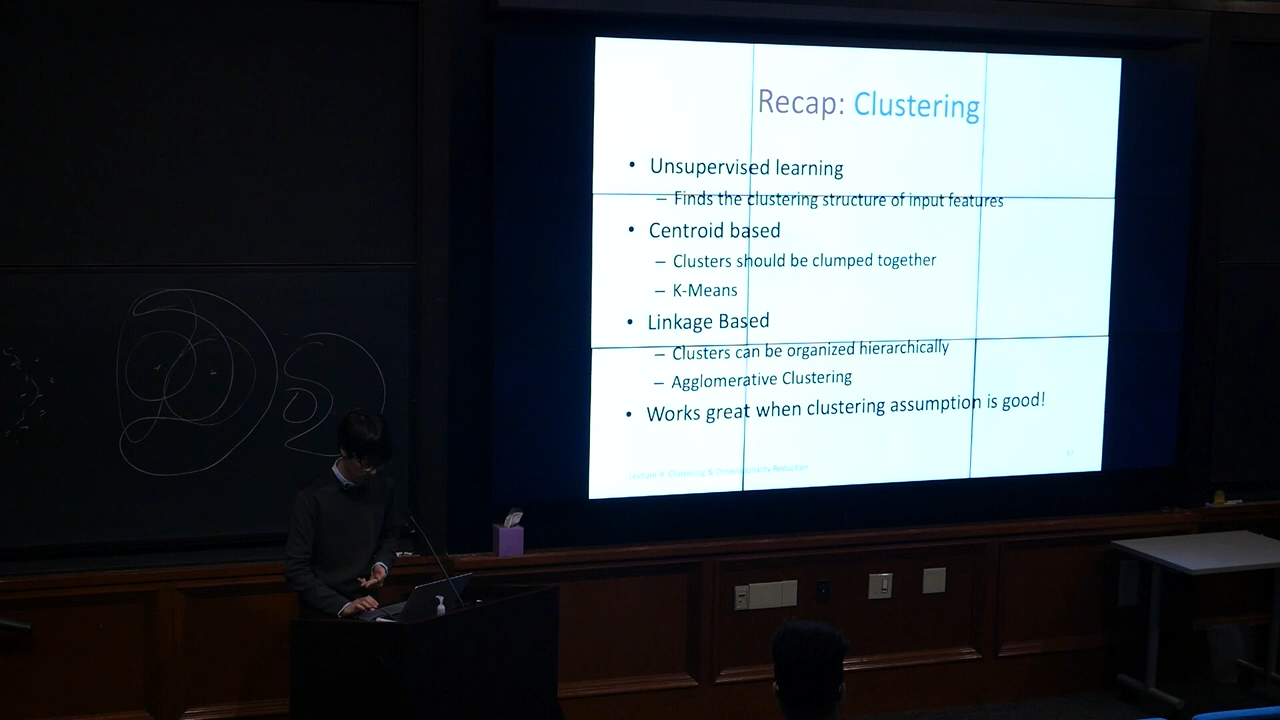 Recap: Clustering
• Unsupervised learning
– Finds the clustering structure of input features
• Centroid based
– Clusters should be clumped together
– K-Means
• Linkage Based
– Clusters can be organized hierarchically
– Agglomerative Clustering
• Works great when clustering assumption is good!
Lecture 9: Clustering & Dimensionality Reduction